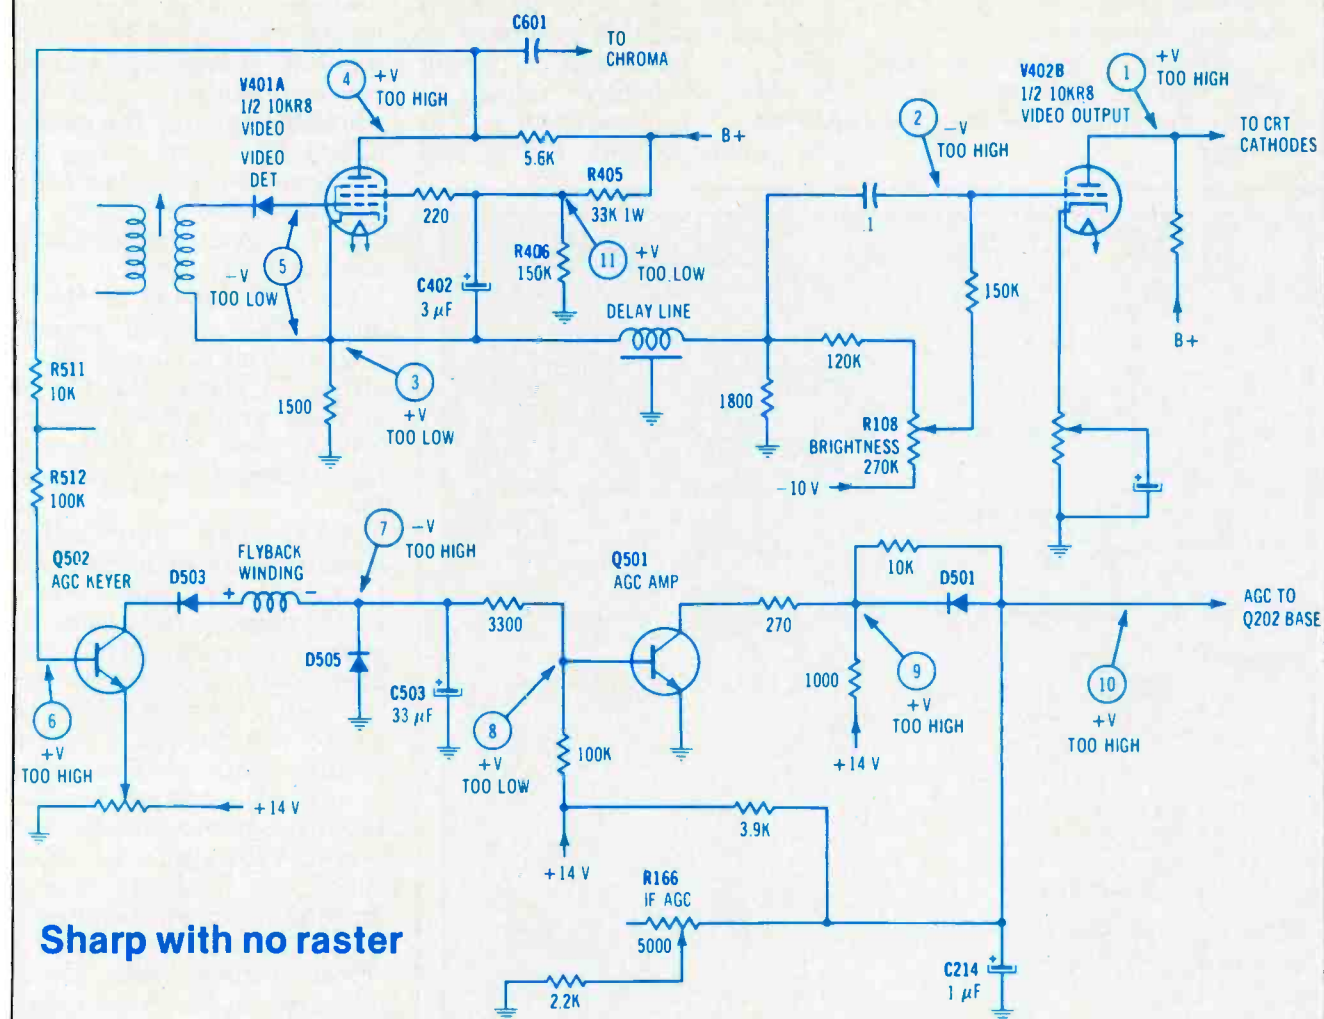 C601
TO
CHROMA
4
+V
TOO HIGH
V401A
1/2 10KR8
VIDEO
VIDEO
DET
5.6K
B+
220
R405
33K 1W
R406
150K
11
+V
TOO LOW
C402
3 µF
5
-V
TOO LOW
DELAY LINE
3
+V
TOO LOW
1500
R511
10K
R512
100K
V402B
1/2 10KR8
VIDEO OUTPUT
1
+V
TOO HIGH
TO CRT
CATHODES
2
-V
TOO HIGH
.1
150K
B+
120K
1800
R108
BRIGHTNESS
270K
-10 V
Q502
AGC KEYER
D503
FLYBACK
WINDING
+
-
7
-V
TOO HIGH
D505
C503
33 µF
3300
8
+V
TOO LOW
100K
Q501
AGC AMP
270
10K
D501
1000
9
+V
TOO HIGH
+14 V
AGC TO
Q202 BASE
10
+V
TOO HIGH
6
+V
TOO HIGH
+14 V
+14 V
3.9K
R166
IF AGC
5000
2.2K
C214
1 µF
Sharp with no raster